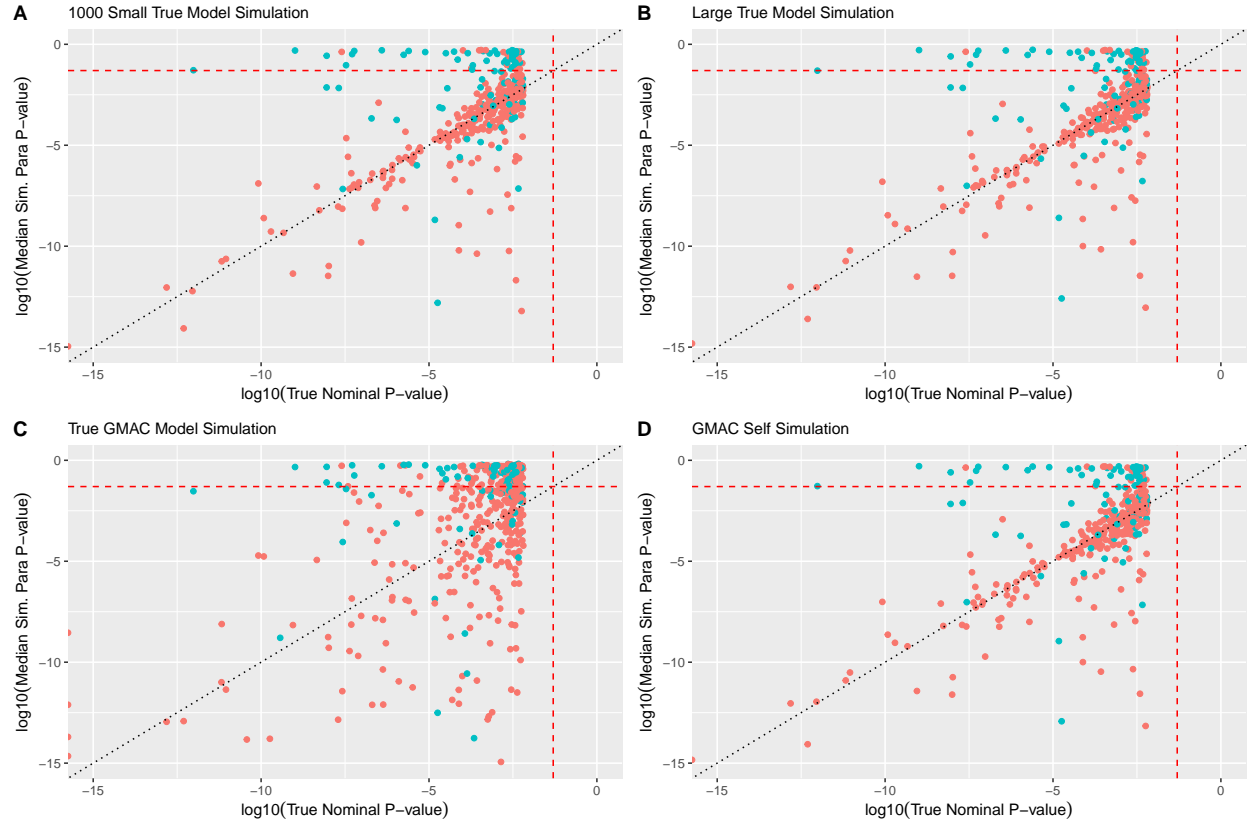 A
1000 Small True Model Simulation
0
−5
−10
−15
log10(Median Sim. Para P−value)
−15
−10
−5
0
log10(True Nominal P−value)
B
Large True Model Simulation
0
−5
−10
−15
log10(Median Sim. Para P−value)
−15
−10
−5
0
log10(True Nominal P−value)
C
True GMAC Model Simulation
0
−5
−10
−15
log10(Median Sim. Para P−value)
−15
−10
−5
0
log10(True Nominal P−value)
D
GMAC Self Simulation
0
−5
−10
−15
log10(Median Sim. Para P−value)
−15
−10
−5
0
log10(True Nominal P−value)